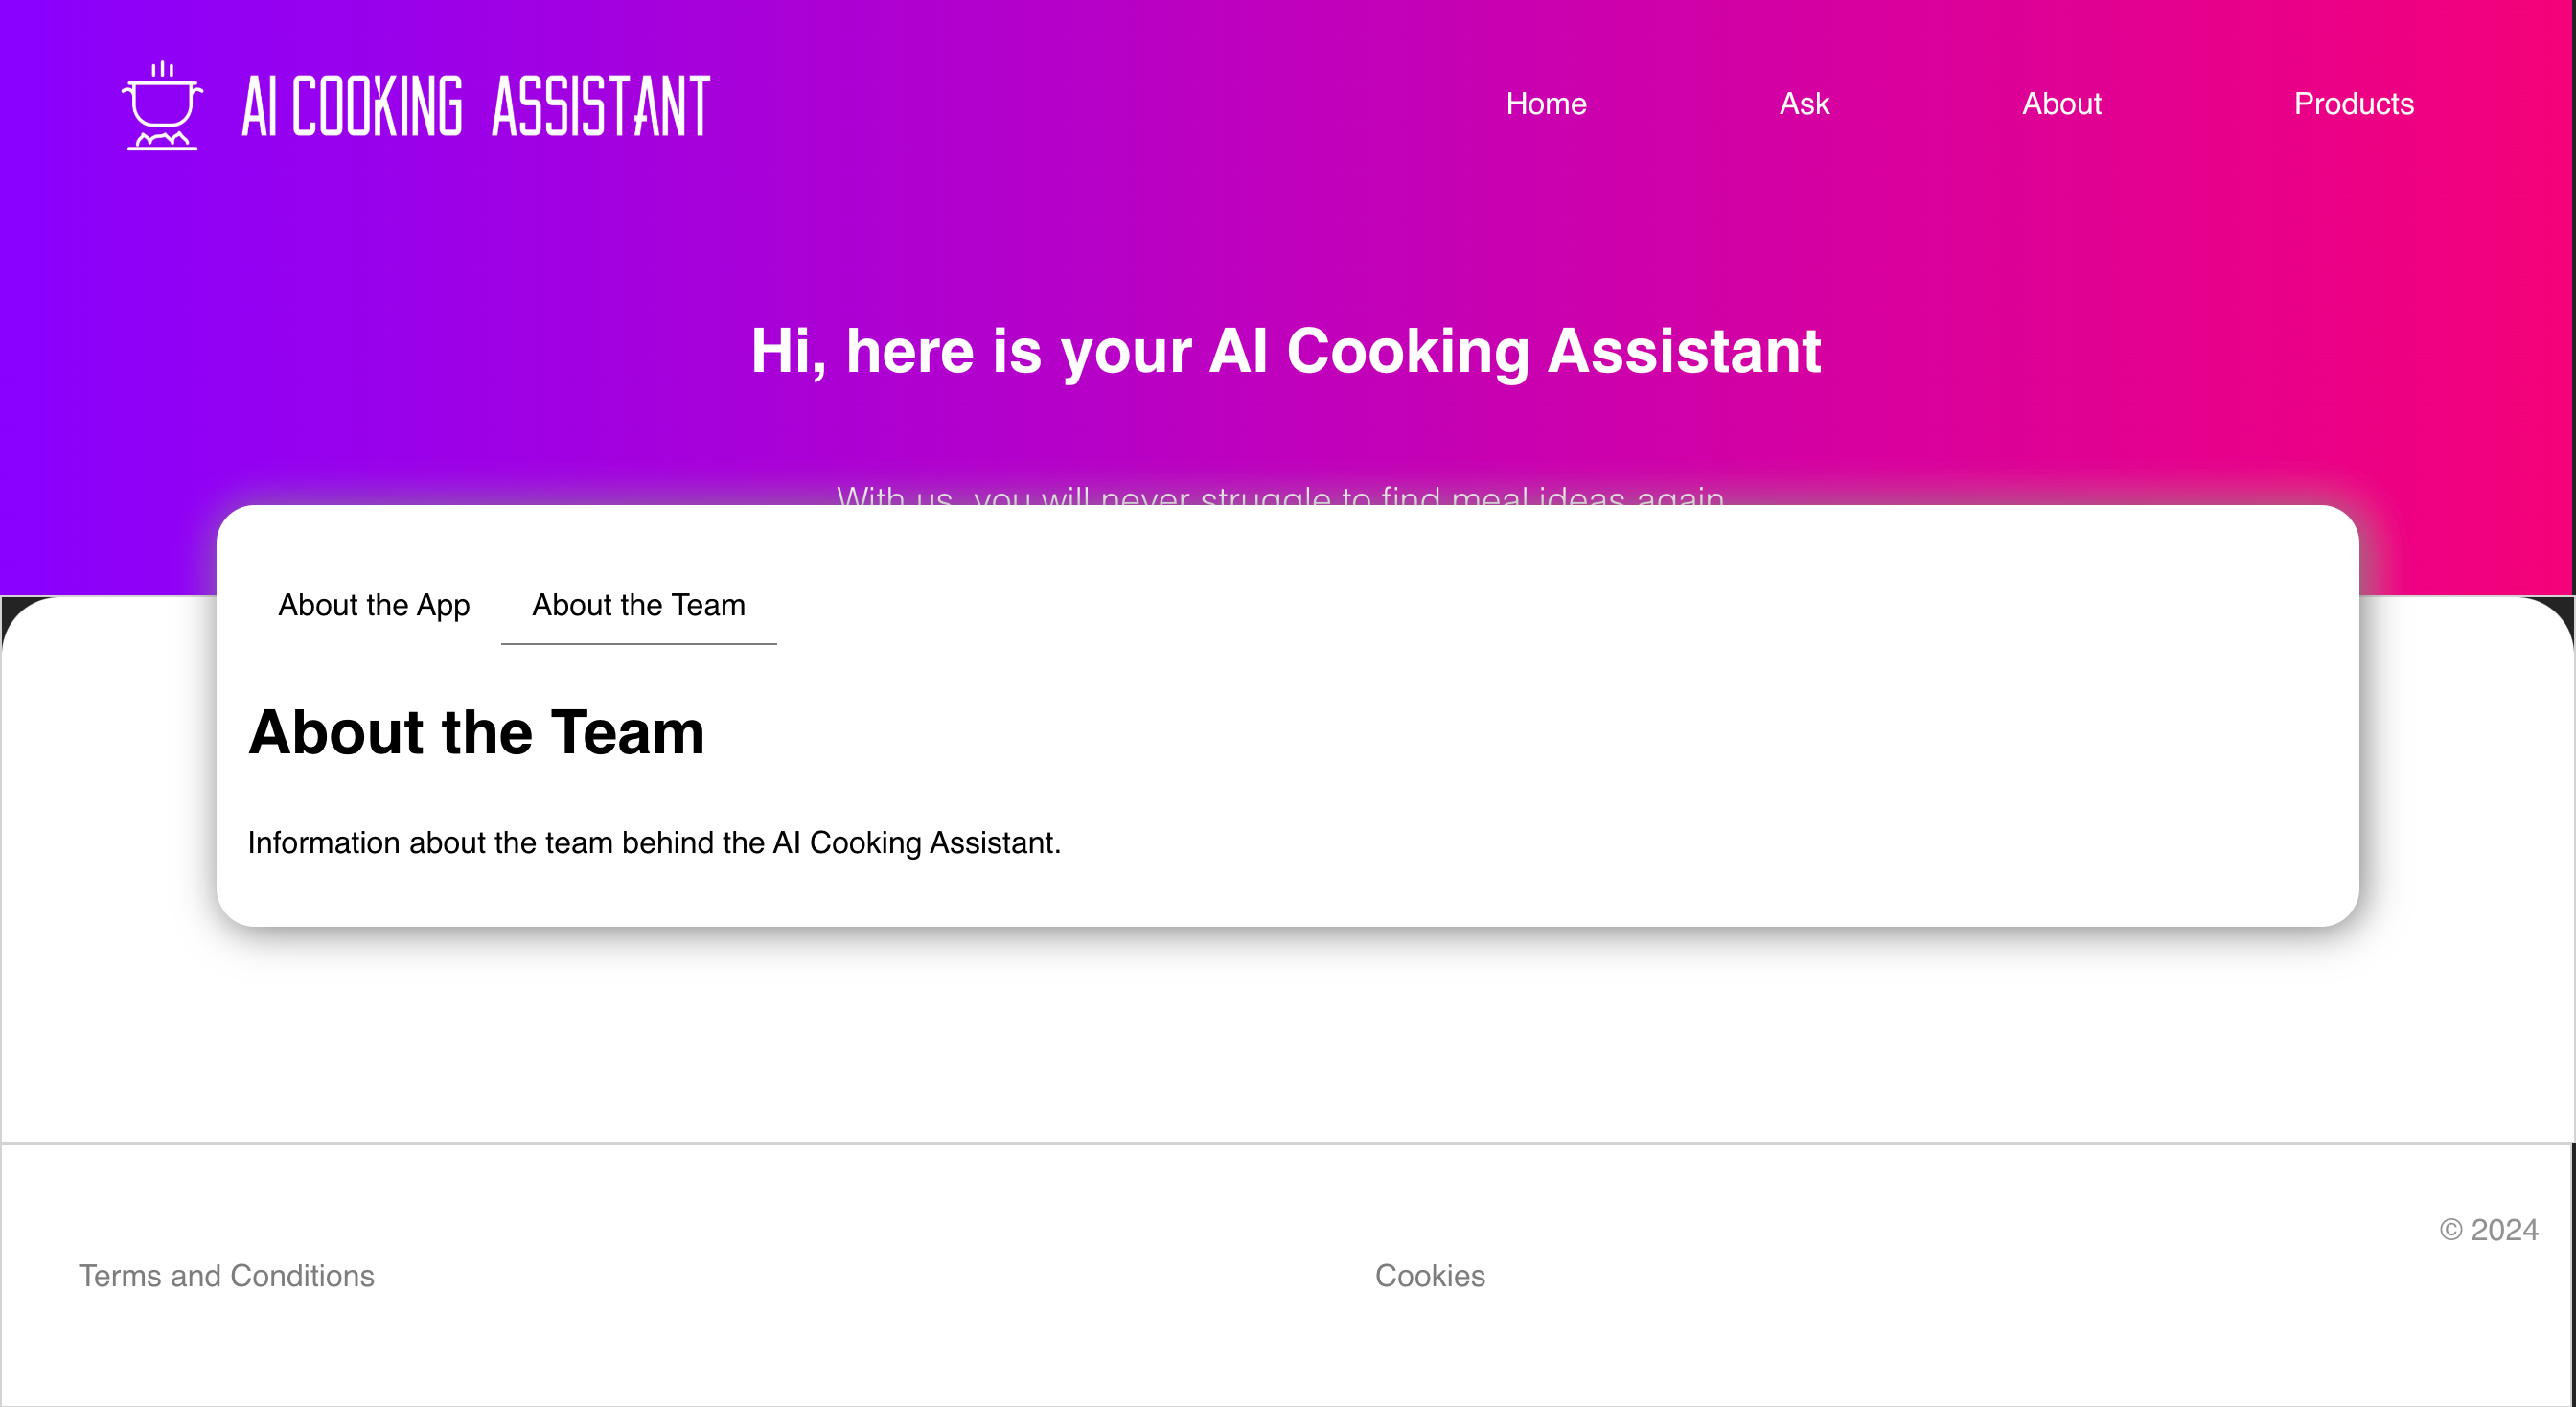 AI COOKING ASSISTANT
Home Ask About Products
Hi, here is your AI Cooking Assistant
With us, you will never struggle to find meal ideas again
About the App About the Team
About the Team
Information about the team behind the AI Cooking Assistant.
© 2024
Terms and Conditions Cookies